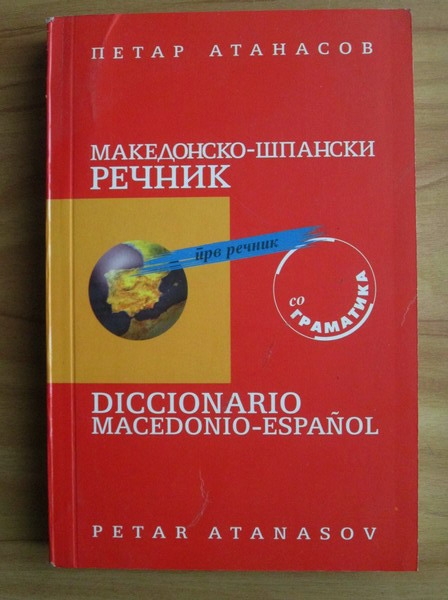 ПЕТАР АТАНАСОВ
МАКЕДОНСКО-ШПАНСКИ
РЕЧНИК
прв речник
со
ГРАМАТИКА
DICCIONARIO
MACEDONIO-ESPAÑOL
PETAR ATANASOV